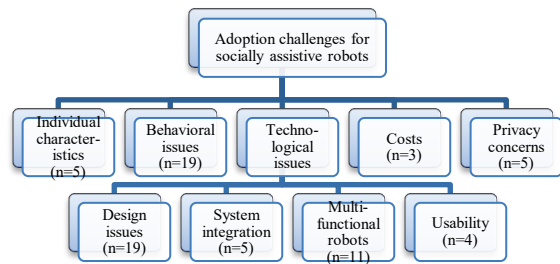 Adoption challenges for
socially assistive robots
Individual
character-
istics
(n=5)
Behavioral
issues
(n=19)
Techno-
logical
issues
Costs
(n=3)
Privacy
concerns
(n=5)
Design
issues
(n=19)
System
integration
(n=5)
Multi-
functional
robots
(n=11)
Usability
(n=4)